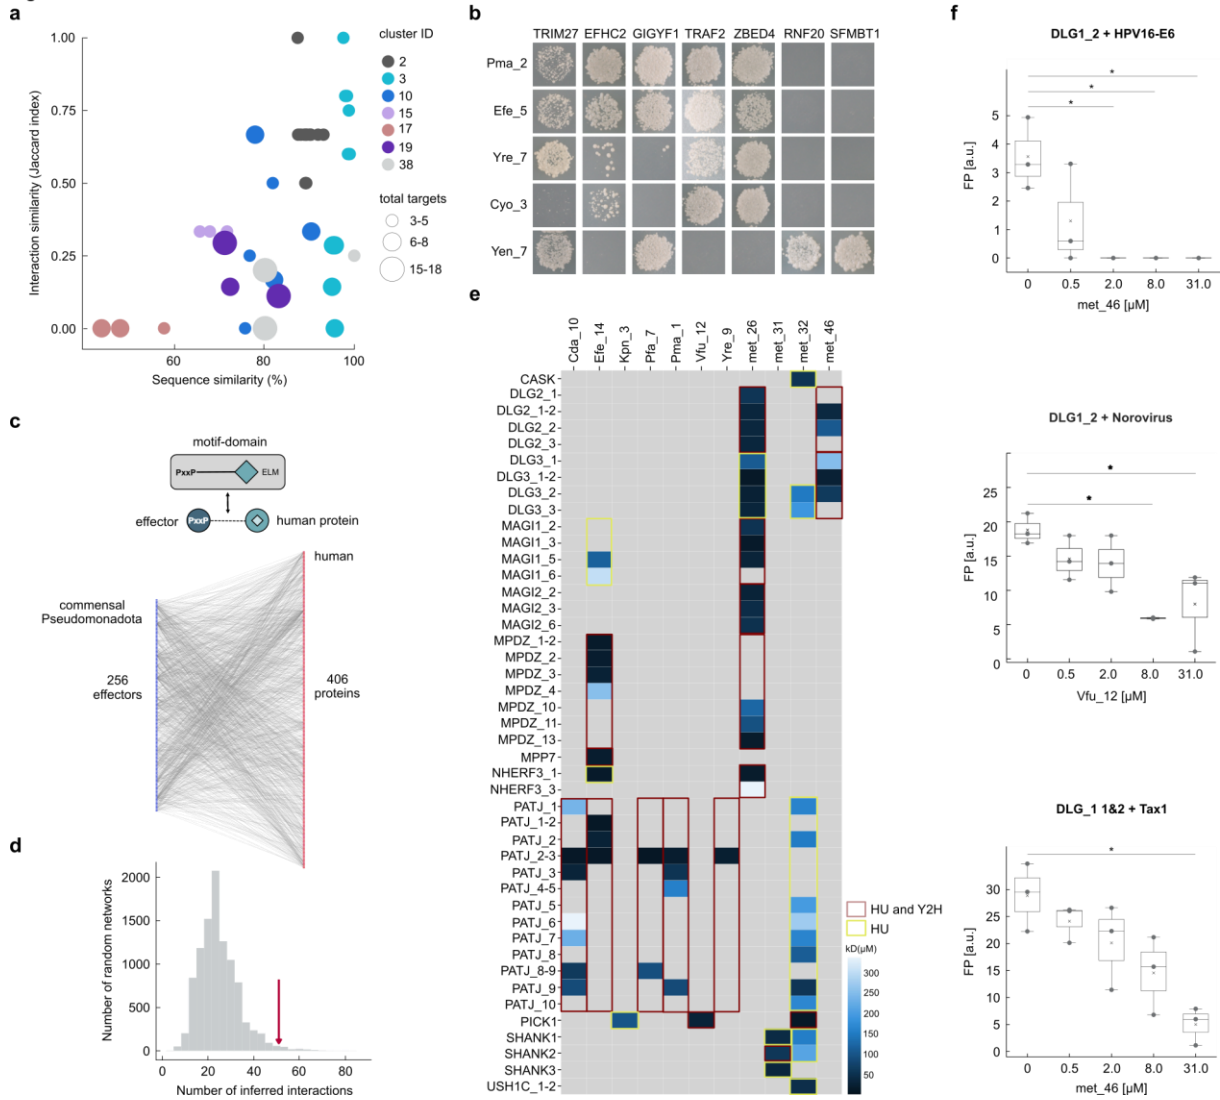 a
1.00
0.75
0.50
0.25
0.00
Interaction similarity (Jaccard index)
60
80
100
Sequence similarity (%)
cluster ID
2
3
10
15
17
19
38
total targets
3-5
6-8
15-18
b
TRIM27 EFHC2 GIGYF1 TRAF2 ZBED4 RNF20 SFMBT1
Pma_2
Efe_5
Yre_7
Cyo_3
Yen_7
c
motif-domain
PxxP ELM
effector PxxP human protein
human
commensal
Pseudomonadota
256
effectors
406
proteins
d
Number of random networks
2000
1500
1000
500
0
0 20 40 60 80
Number of inferred interactions
e
Cda_10
Efe_14
Kpn_3
Pfa_7
Pma_1
Vfu_12
Yre_9
met_26
met_31
met_32
met_46
CASK
DLG2_1
DLG2_1-2
DLG2_2
DLG2_3
DLG3_1
DLG3_1-2
DLG3_2
DLG3_3
MAGI1_2
MAGI1_3
MAGI1_5
MAGI1_6
MAGI2_2
MAGI2_3
MAGI2_6
MPDZ_1-2
MPDZ_2
MPDZ_3
MPDZ_4
MPDZ_10
MPDZ_11
MPDZ_13
MPP7
NHERF3_1
NHERF3_3
PATJ_1
PATJ_1-2
PATJ_2
PATJ_2-3
PATJ_3
PATJ_4-5
PATJ_5
PATJ_6
PATJ_7
PATJ_8
PATJ_8-9
PATJ_9
PATJ_10
PICK1
SHANK1
SHANK2
SHANK3
USH1C_1-2
HU and Y2H
HU
kD(µM)
300
250
200
150
100
50
f
DLG1_2 + HPV16-E6
* 
*
*
FP [a.u.]
5
4
3
2
1
0
0 0.5 2.0 8.0 31.0
met_46 [µM]
DLG1_2 + Norovirus
*
*
FP [a.u.]
25
20
15
10
5
0
0 0.5 2.0 8.0 31.0
Vfu_12 [µM]
DLG_1 1&2 + Tax1
*
FP [a.u.]
30
25
20
15
10
5
0
0 0.5 2.0 8.0 31.0
met_46 [µM]